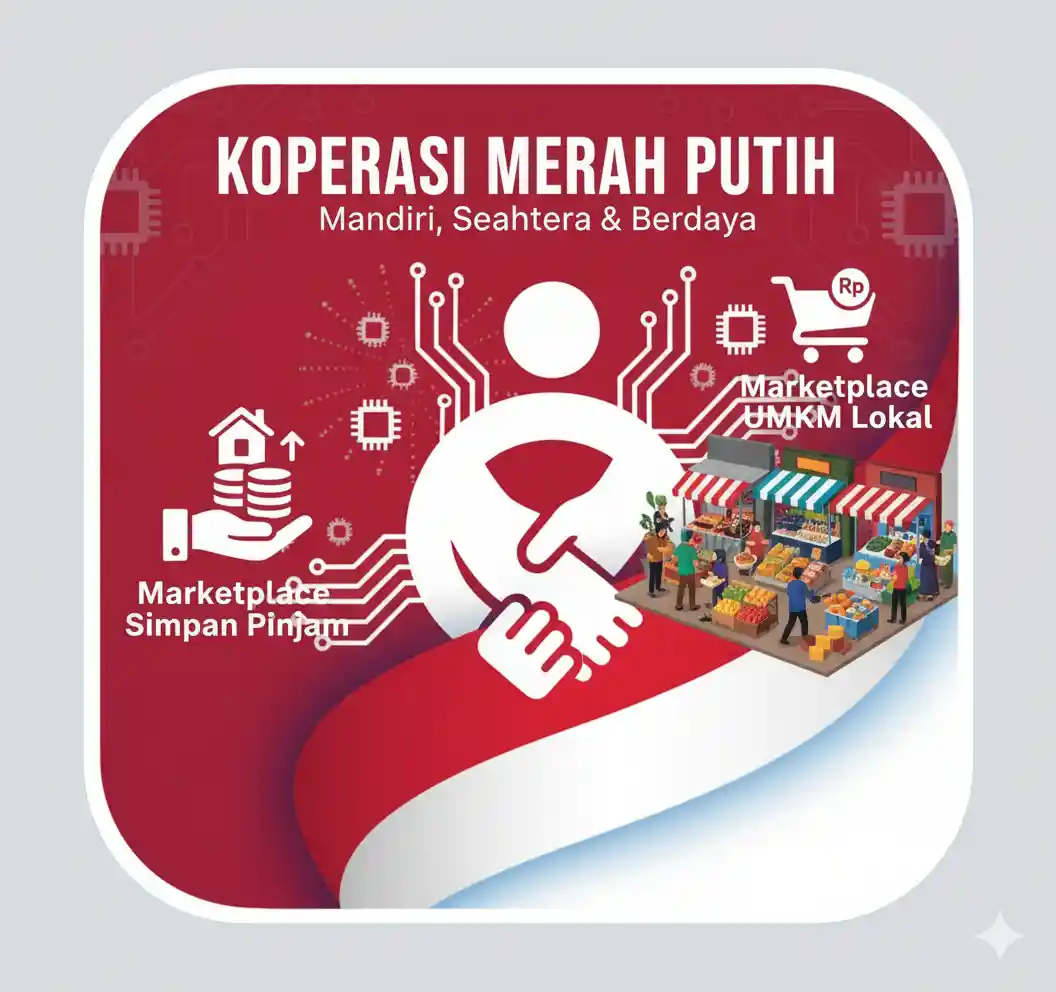 KOPERASI MERAH PUTIH
Mandiri, Seahtera & Berdaya
Rp
Marketplace
UMKM Lokal
Marketplace
Simpan Pinjam